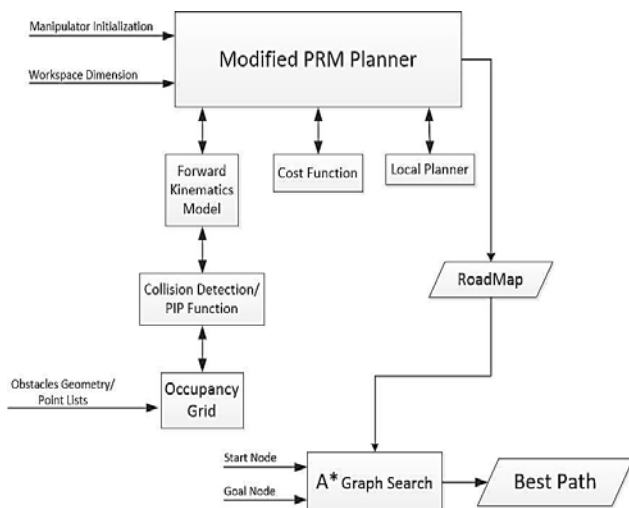 Manipulator Initialization
Modified PRM Planner
Workspace Dimension
Forward
Kinematics
Model
Cost Function
Local Planner
RoadMap
Collision Detection/
PIP Function
Obstacles Geometry/
Point Lists
Occupancy
Grid
Start Node
A* Graph Search
Goal Node
Best Path